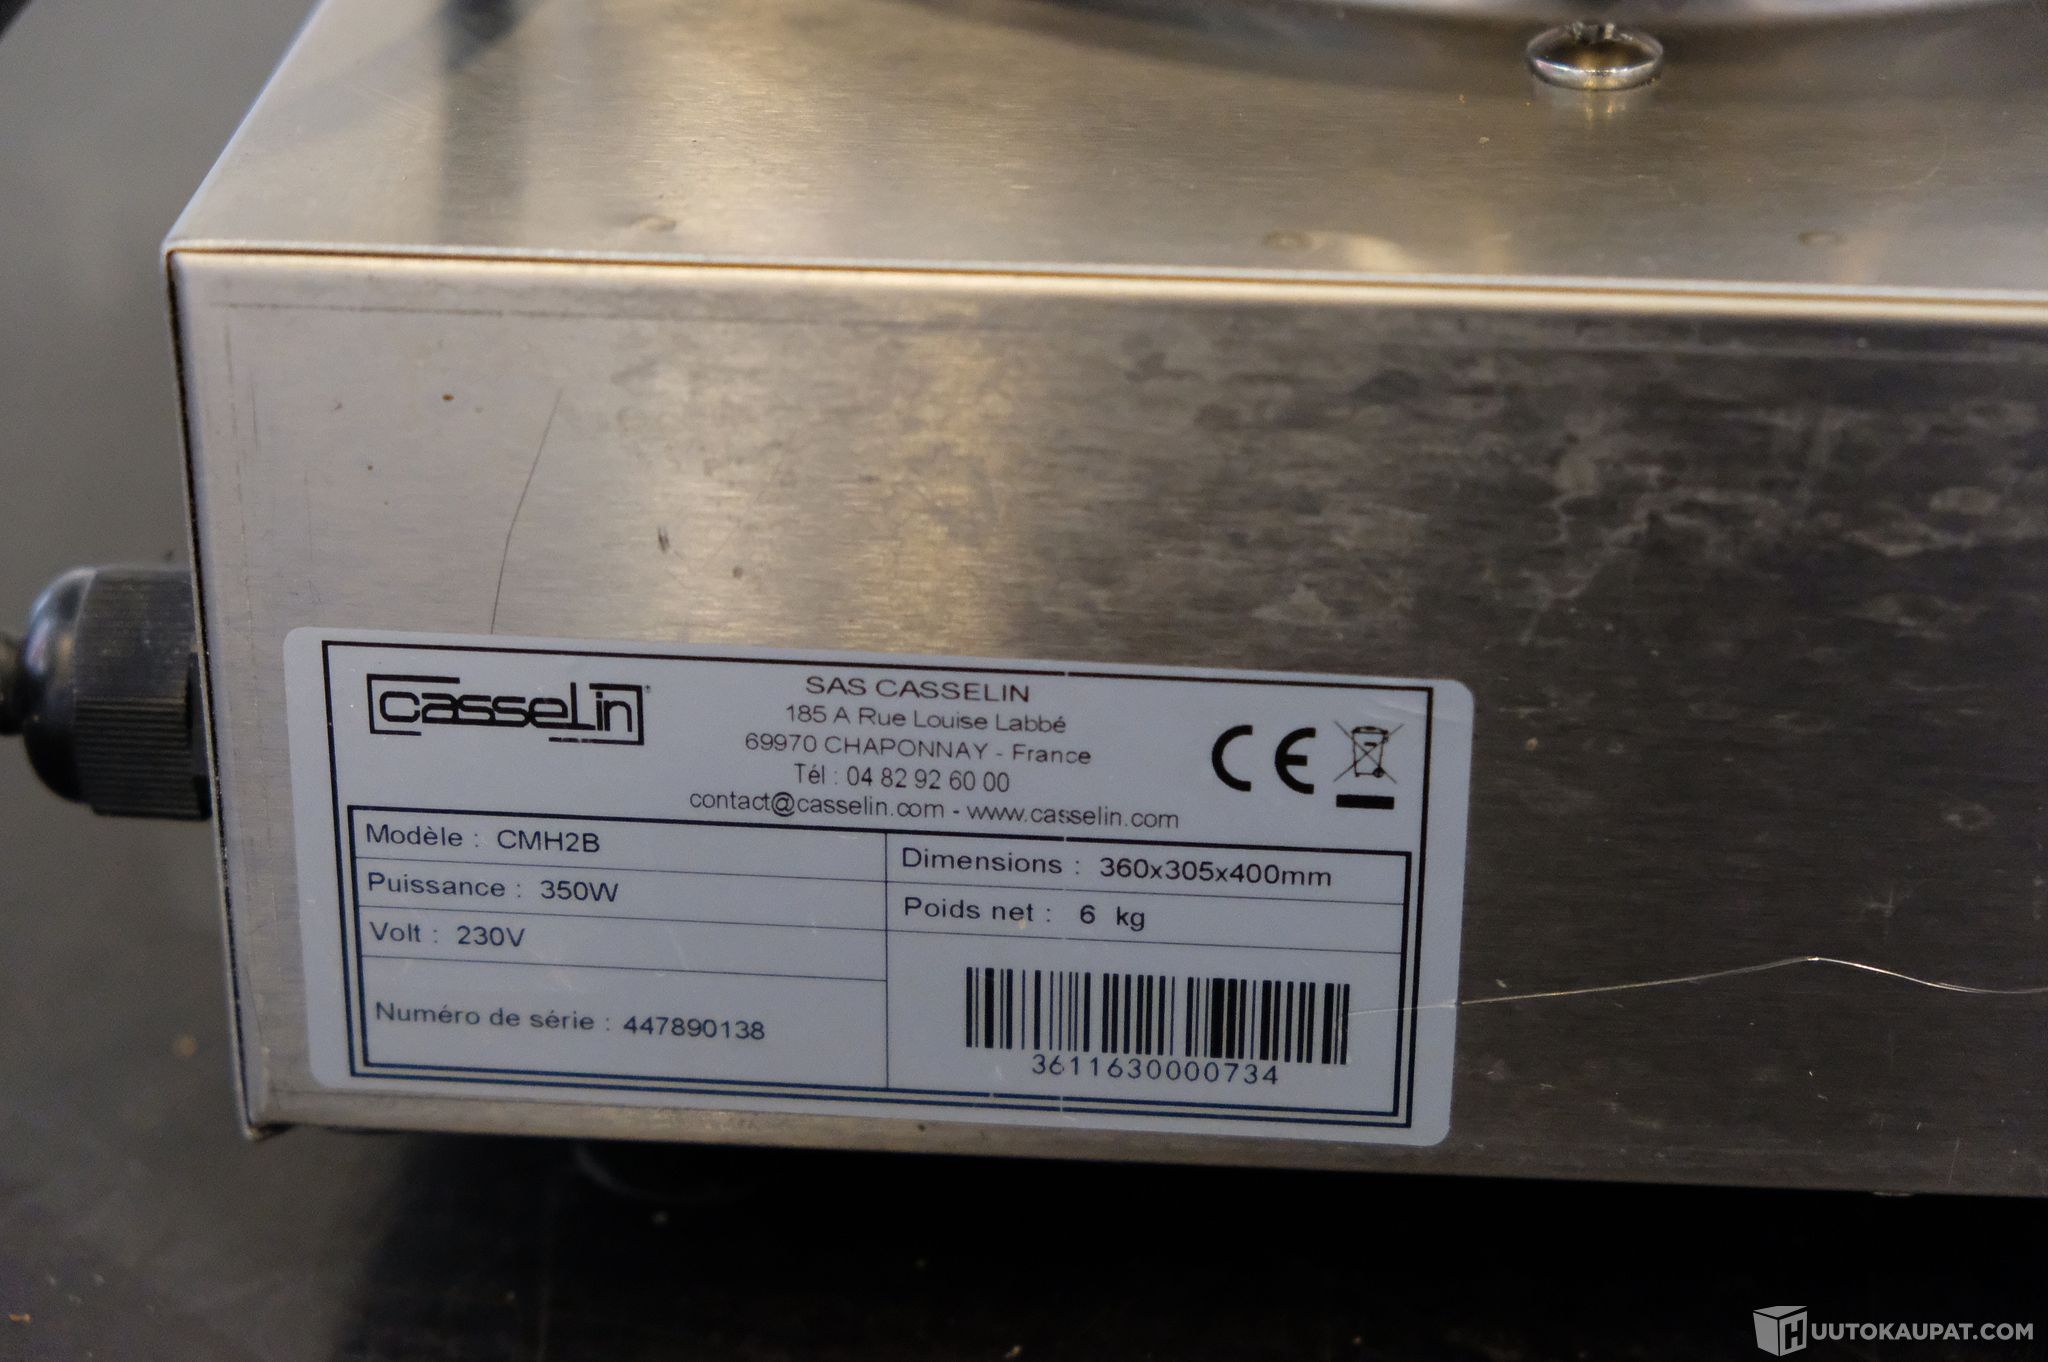 casseLin
SAS CASSELIN
185 A Rue Louise Labbé
69970 CHAPONNAY - France
Tél : 04 82 92 60 00
contact@casselin.com - www.casselin.com
CE
Modèle : CMH2B
Puissance : 350W
Volt : 230V
Numéro de série : 447890138
Dimensions : 360x305x400mm
Poids net : 6 kg
3611630000734
HUUTOKAUPAT.COM